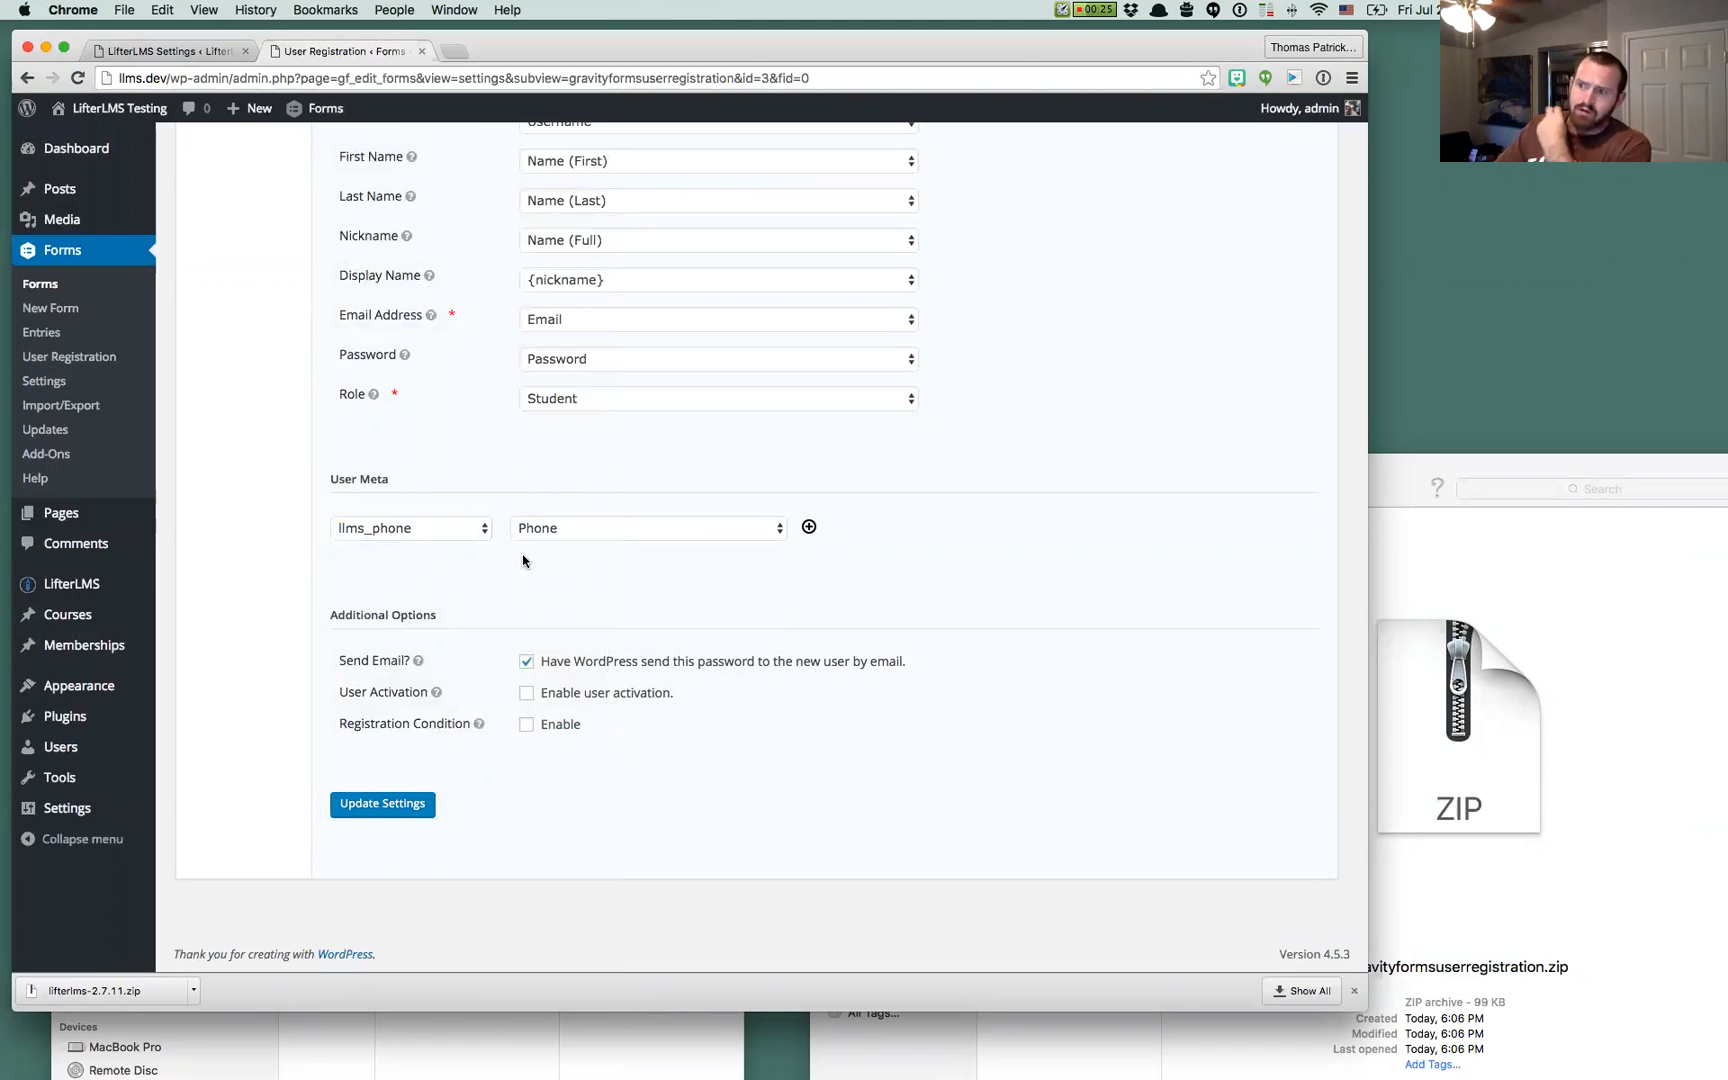 Chrome File Edit View History Bookmarks People Window Help 00:25 Fri Jul
LifterLMS Settings ‹ Lifter
User Registration ‹ Forms
Thomas Patrick...
llms.dev/wp-admin/admin.php?page=gf_edit_forms&view=settings&subview=gravityformsuserregistration&id=3&fid=0
LifterLMS Testing 0 + New Forms Howdy, admin
Dashboard
Posts
Media
Forms
Forms
New Form
Entries
User Registration
Settings
Import/Export
Updates
Add-Ons
Help
Pages
Comments
LifterLMS
Courses
Memberships
Appearance
Plugins
Users
Tools
Settings
Collapse menu
Username
First Name ? Name (First)
Last Name ? Name (Last)
Nickname ? Name (Full)
Display Name ? {nickname}
Email Address ? * Email
Password ? Password
Role ? * Student
User Meta
llms_phone Phone
Additional Options
Send Email? ? Have WordPress send this password to the new user by email.
User Activation ? Enable user activation.
Registration Condition ? Enable
Update Settings
Thank you for creating with WordPress. Version 4.5.3
lifterlms-2.7.11.zip
Show All
? Search
ZIP
avityformsuserregistration.zip
ZIP archive - 99 KB
Created Today, 6:06 PM
Modified Today, 6:06 PM
Last opened Today, 6:06 PM
Add Tags...
Devices
MacBook Pro
Remote Disc
All Tags...